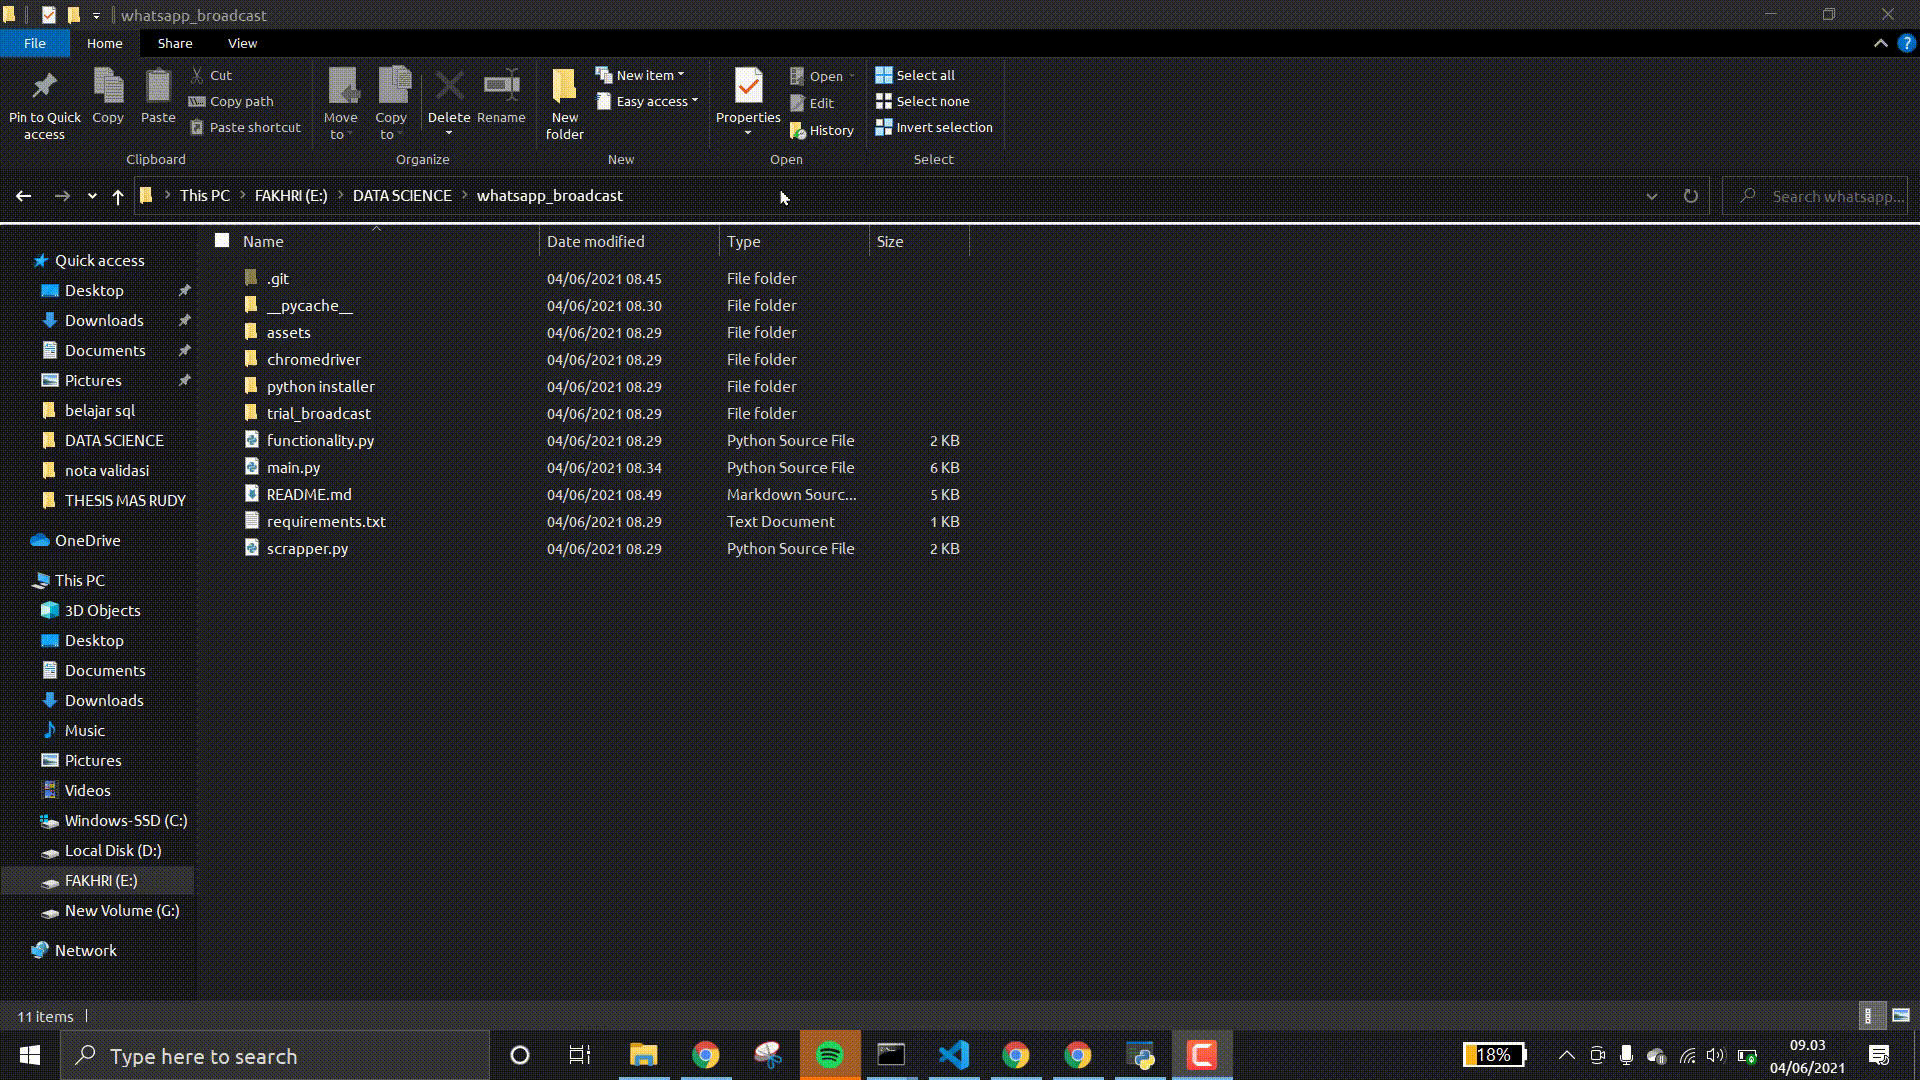 whatsapp_broadcast
File Home Share View
Pin to Quick access
Copy
Paste
Cut
Copy path
Paste shortcut
Clipboard
Move to
Copy to
Delete
Rename
Organize
New folder
New item
Easy access
New
Properties
Open
Edit
History
Open
Select all
Select none
Invert selection
Select
This PC > FAKHRI (E:) > DATA SCIENCE > whatsapp_broadcast
Search whatsapp...
Name Date modified Type Size
.git 04/06/2021 08.45 File folder
__pycache__ 04/06/2021 08.30 File folder
assets 04/06/2021 08.29 File folder
chromedriver 04/06/2021 08.29 File folder
python installer 04/06/2021 08.29 File folder
trial_broadcast 04/06/2021 08.29 File folder
functionality.py 04/06/2021 08.29 Python Source File 2 KB
main.py 04/06/2021 08.34 Python Source File 6 KB
README.md 04/06/2021 08.49 Markdown Sourc... 5 KB
requirements.txt 04/06/2021 08.29 Text Document 1 KB
scrapper.py 04/06/2021 08.29 Python Source File 2 KB
Quick access
Desktop
Downloads
Documents
Pictures
belajar sql
DATA SCIENCE
nota validasi
THESIS MAS RUDY
OneDrive
This PC
3D Objects
Desktop
Documents
Downloads
Music
Pictures
Videos
Windows-SSD (C:)
Local Disk (D:)
FAKHRI (E:)
New Volume (G:)
Network
11 items
Type here to search
18%
09.03
04/06/2021